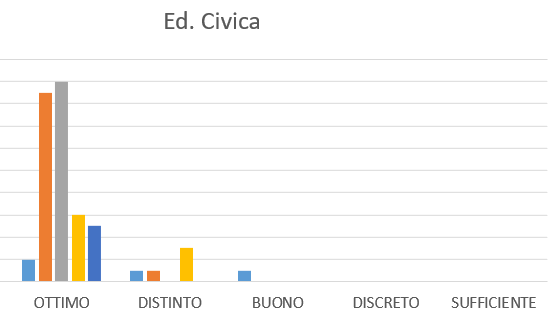 Ed. Civica
OTTIMO DISTINTO BUONO DISCRETO SUFFICIENTE